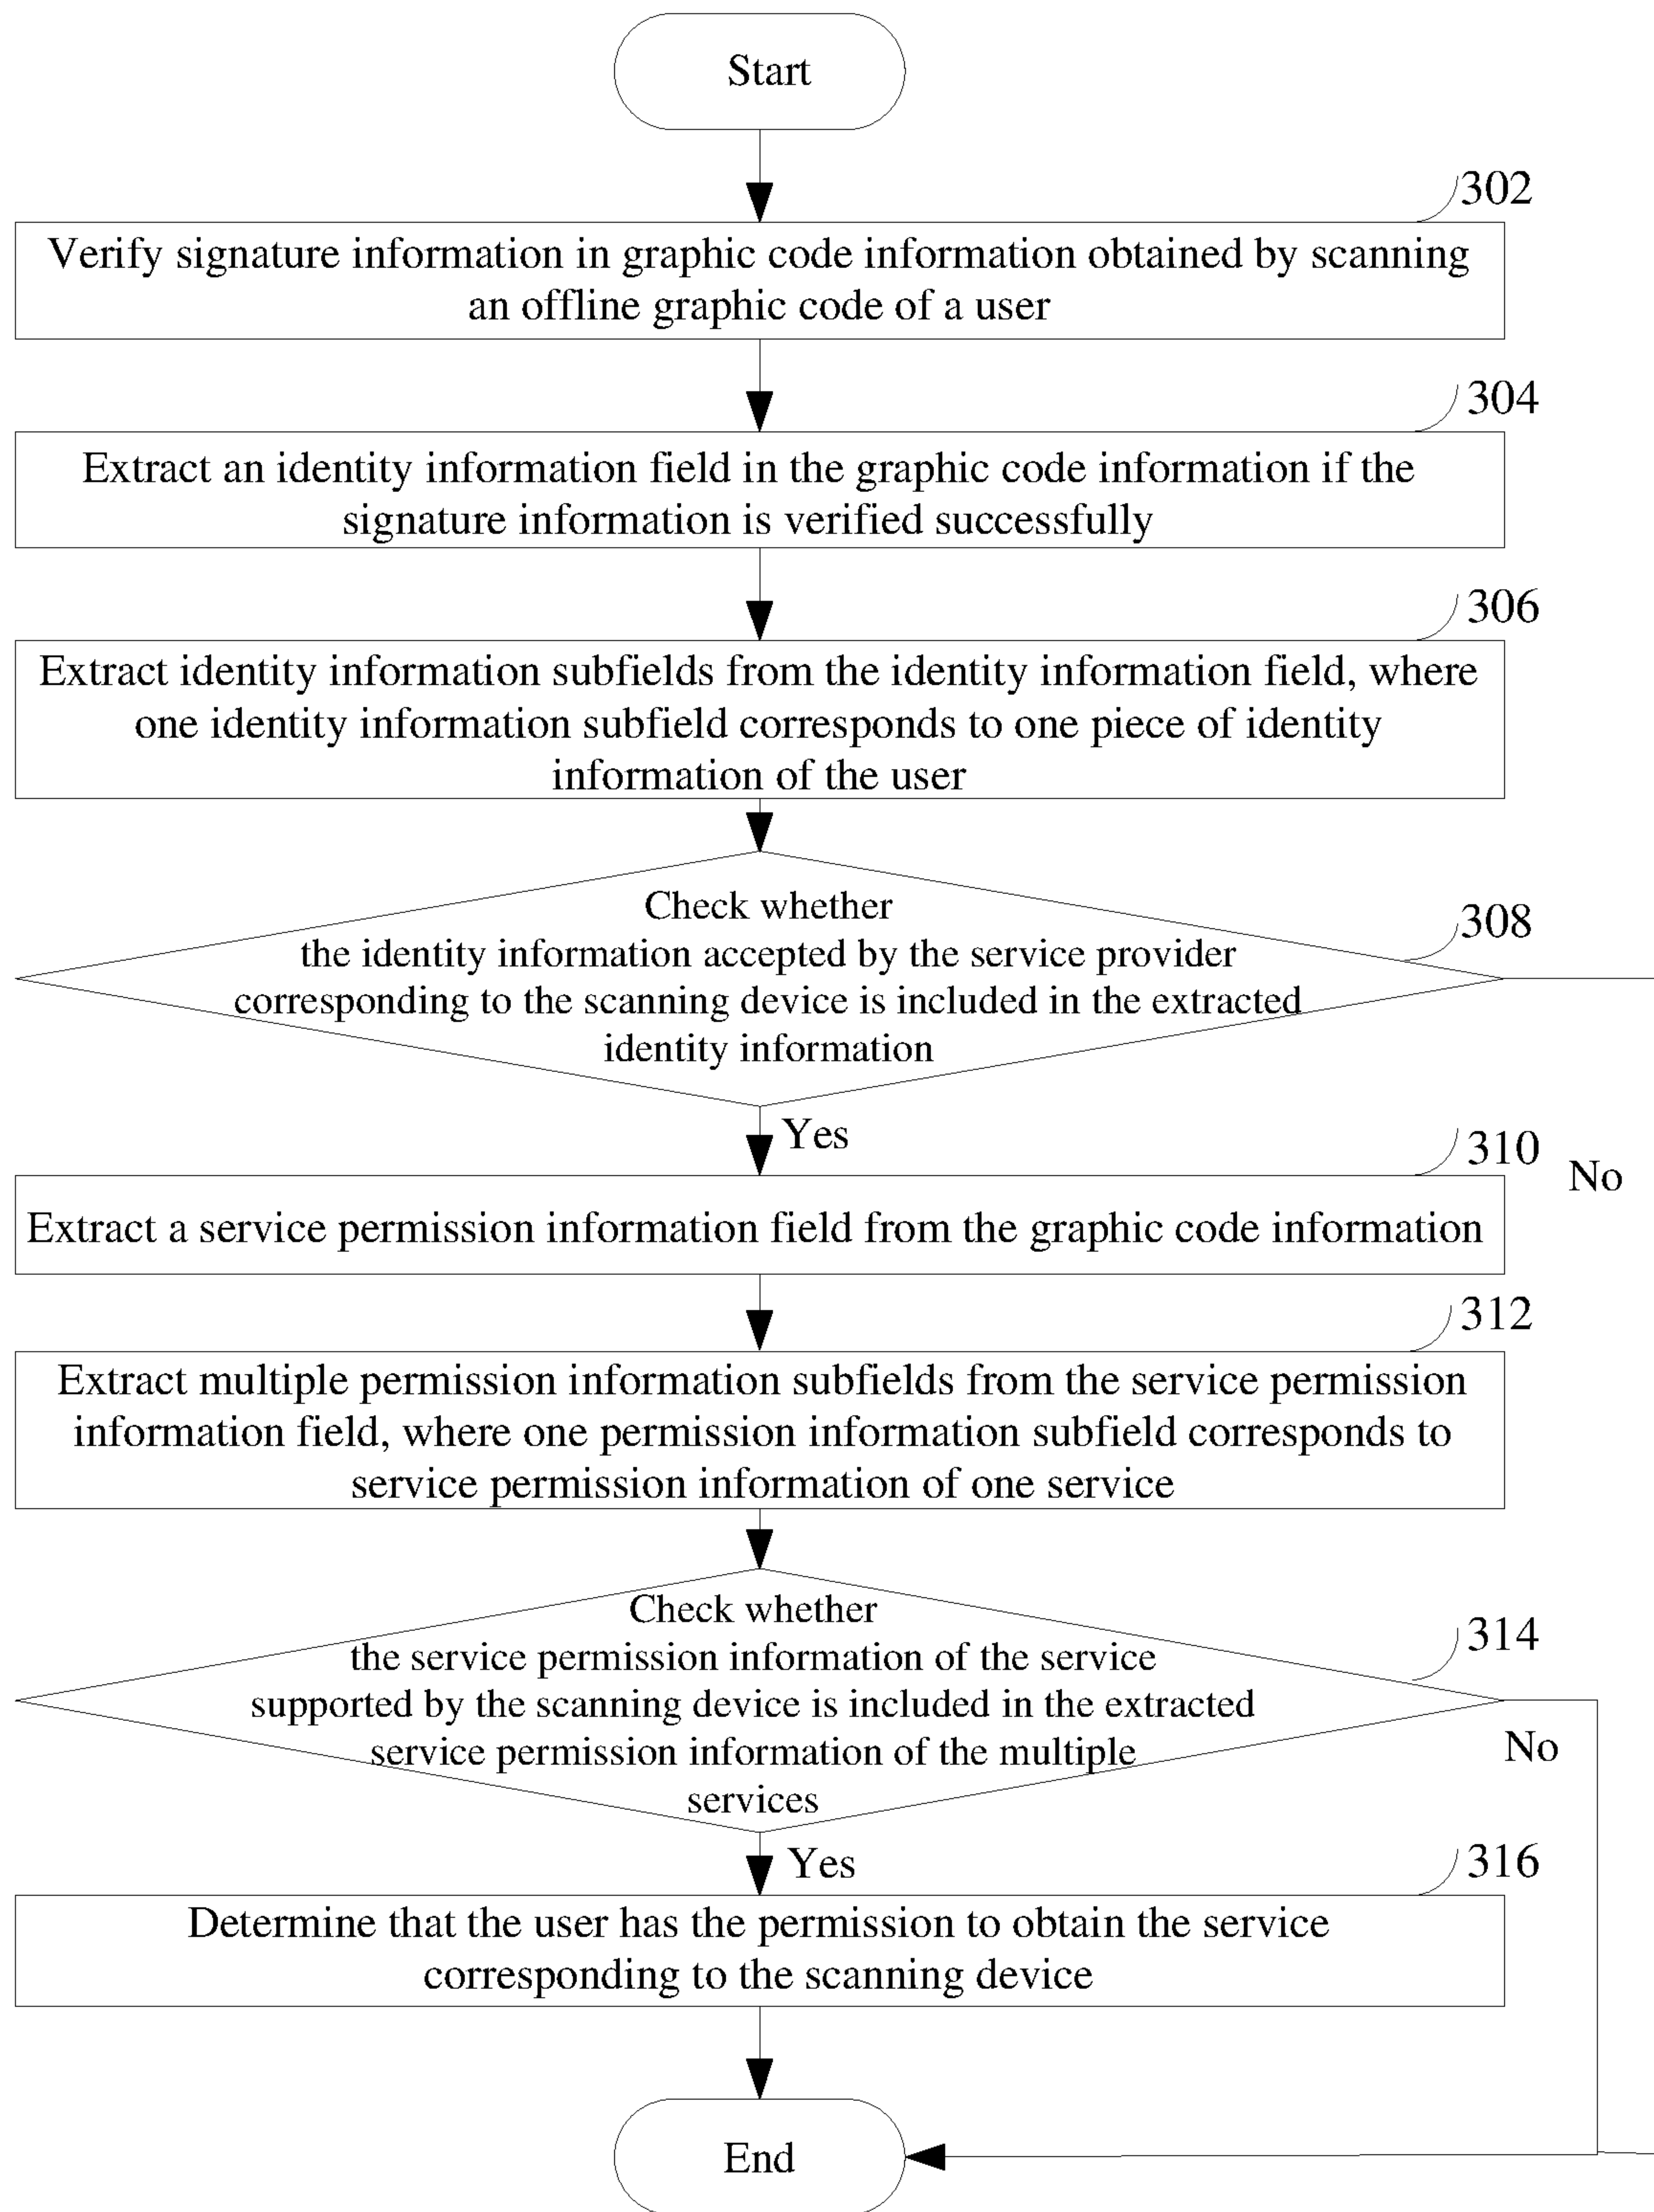 Start
302
Verify signature information in graphic code information obtained by scanning
an offline graphic code of a user
304
Extract an identity information field in the graphic code information if the
signature information is verified successfully
306
Extract identity information subfields from the identity information field, where
one identity information subfield corresponds to one piece of identity
information of the user
Check whether
308
the identity information accepted by the service provider
corresponding to the scanning device is included in the extracted
identity information
Yes
310
No
Extract a service permission information field from the graphic code information
312
Extract multiple permission information subfields from the service permission
information field, where one permission information subfield corresponds to
service permission information of one service
Check whether
314
the service permission information of the service
supported by the scanning device is included in the extracted
service permission information of the multiple
services
No
Yes
316
Determine that the user has the permission to obtain the service
corresponding to the scanning device
End